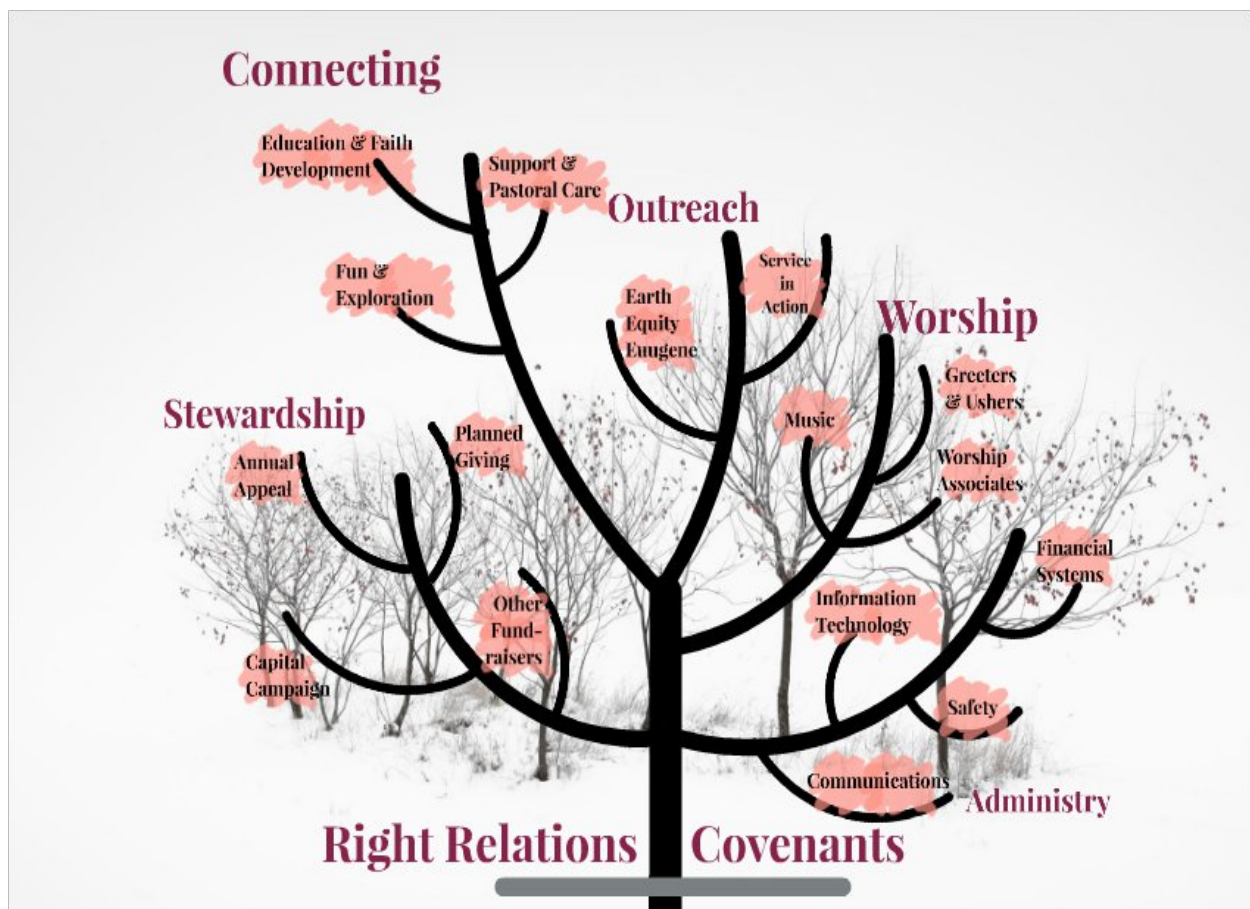 Connecting
Education & Faith
Development
Support &
Pastoral Care
Fun &
Exploration
Outreach
Earth
Equity
Euugene
Service
in
Action
Worship
Greeters
& Ushers
Music
Worship
Associates
Stewardship
Annual
Appeal
Planned
Giving
Other
Fund-
raisers
Capital
Campaign
Financial
Systems
Information
Technology
Safety
Communications
Administry
Right Relations Covenants